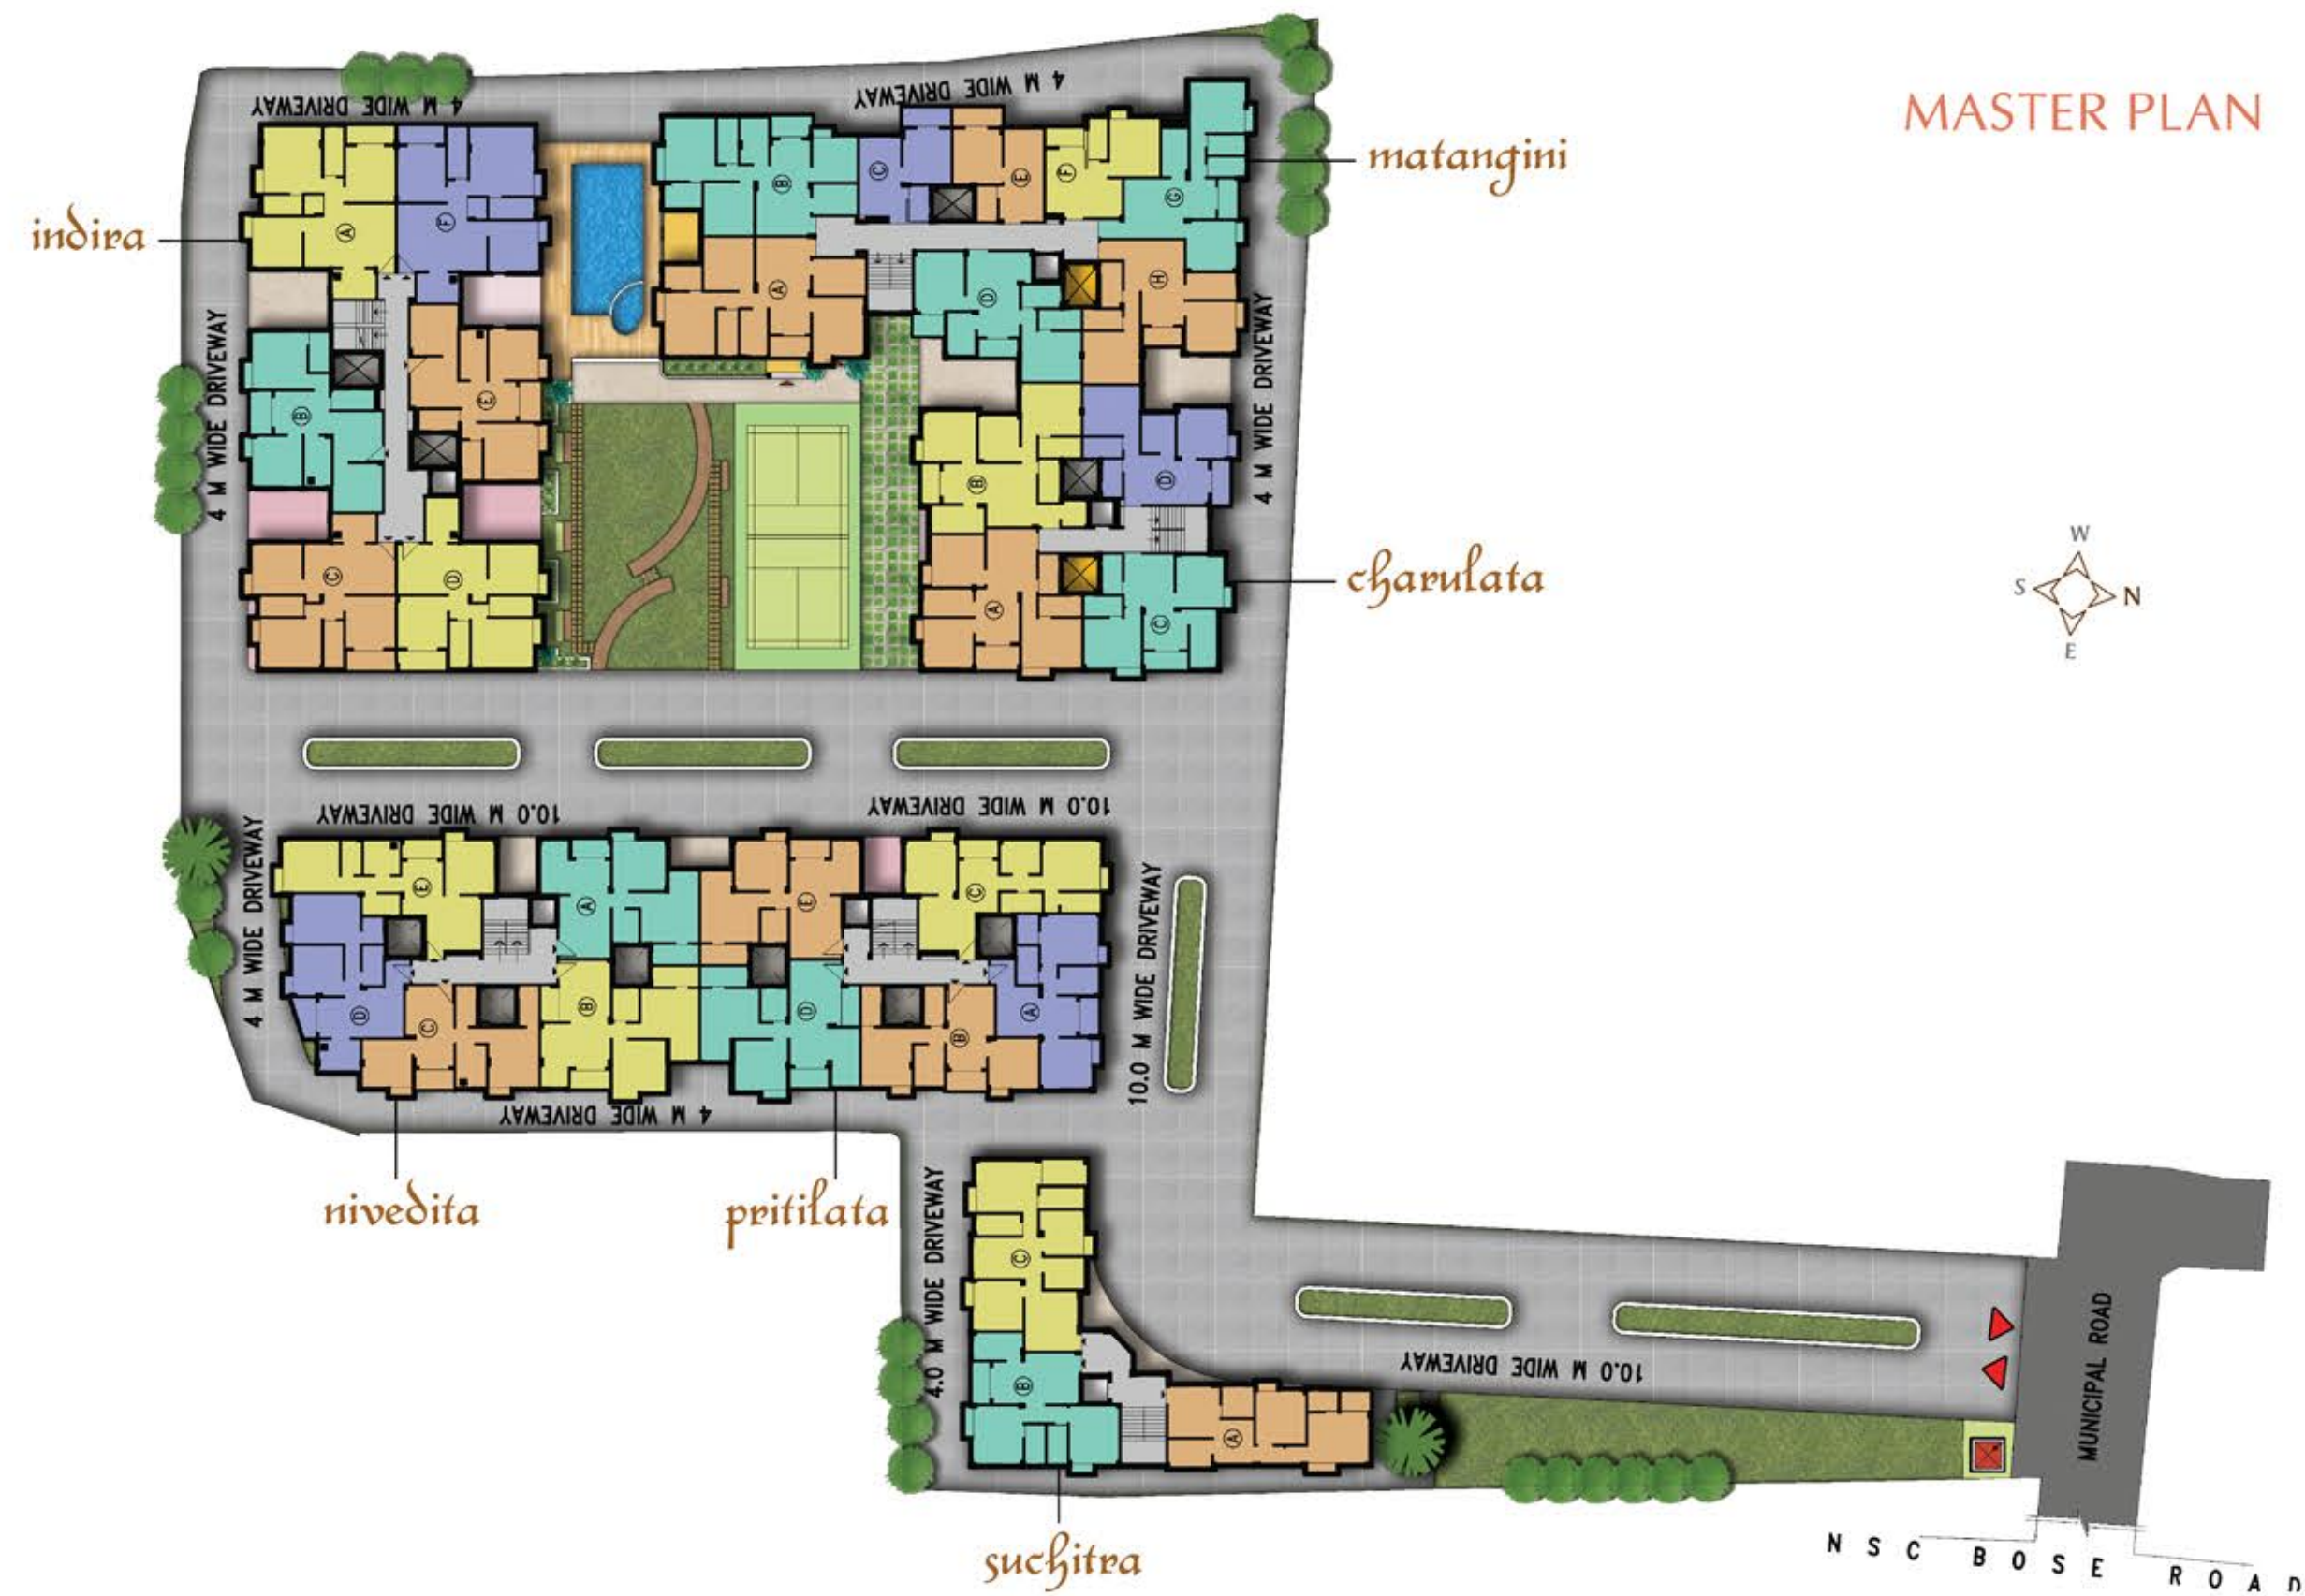 MASTER PLAN
4 M WIDE DRIVEWAY
4 M WIDE DRIVEWAY
matangini
indira
A
F
B
C
E
F
G
A
D
H
4 M WIDE DRIVEWAY
4 M WIDE DRIVEWAY
B
E
C
D
B
D
A
C
charulata
W
S
N
E
10.0 M WIDE DRIVEWAY
10.0 M WIDE DRIVEWAY
4 M WIDE DRIVEWAY
10.0 M WIDE DRIVEWAY
E
A
E
C
D
C
B
D
B
A
4 M WIDE DRIVEWAY
nivedita
pritilata
4.0 M WIDE DRIVEWAY
C
B
A
10.0 M WIDE DRIVEWAY
MUNICIPAL ROAD
suchitra
NSC BOSE ROAD